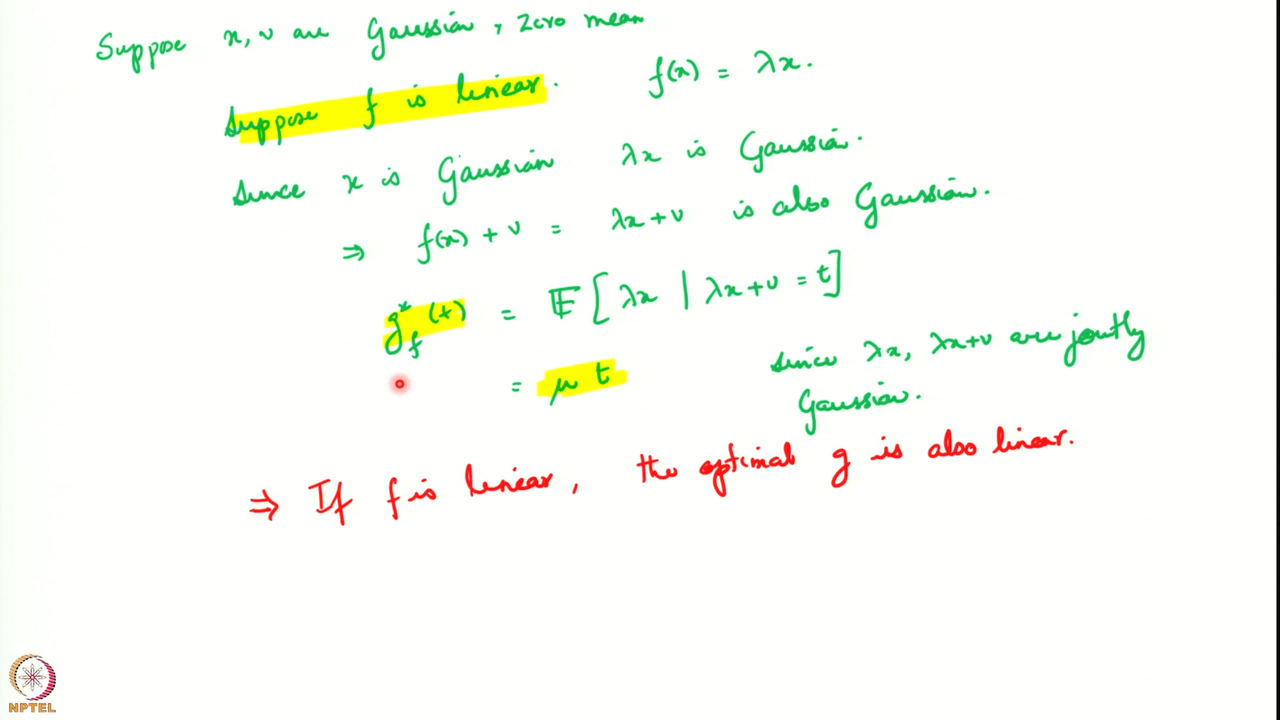 Suppose x, v are Gaussian, zero mean
Suppose f is linear. f(x) = λx.
Since x is Gaussian λx is Gaussian.
⇒ f(x) + v = λx + v is also Gaussian.
g*_f (t) = 𝔼 [ λx | λx + v = t ]
= μ t since λx, λx+v are jointly
Gaussian.
⇒ If f is linear, the optimal g is also linear.
NPTEL